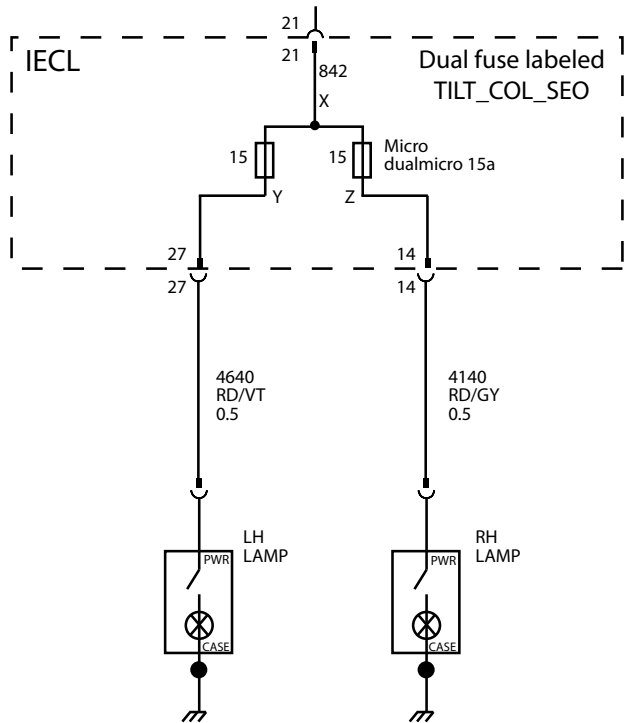 21
IECL
21
842
X
Dual fuse labeled
TILT_COL_SEO
15
15
Micro
dualmicro 15a
Y
Z
27
14
27
14
4640
RD/VT
0.5
4140
RD/GY
0.5
LH
LAMP
PWR
CASE
RH
LAMP
PWR
CASE